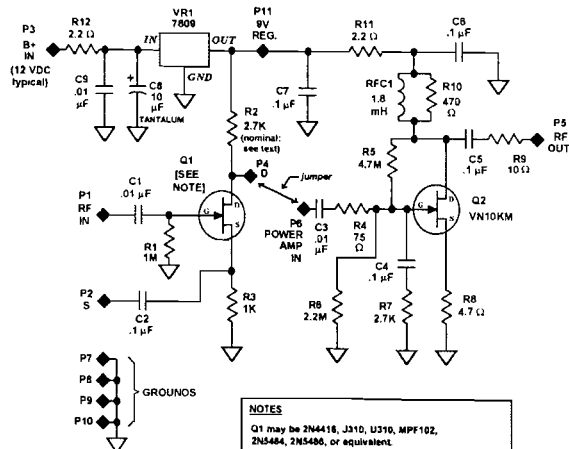 P3
B+
IN
(12 VDC
typical)
R12
2.2 Ω
C9
.01
µF
+
C8
10
µF
TANTALUM
VR1
7809
IN
OUT
GND
P11
9V
REG.
R11
2.2 Ω
C6
.1 µF
C7
.1 µF
R2
2.7K
(nominal:
see text)
RFC1
1.8
mH
R10
470
Ω
P5
RF
OUT
Q1
[SEE
NOTE]
P4
D
jumper
R5
4.7M
C5
.1 µF
R9
10 Ω
P1
RF
IN
C1
.01 µF
G
D
S
P6
POWER
AMP
IN
C3
.01
µF
R4
75
Ω
G
D
S
Q2
VN10KM
R1
1M
C4
.1 µF
P2
S
C2
.1 µF
R3
1K
R6
2.2M
R7
2.7K
R8
4.7 Ω
P7
P8
P9
P10
GROUNOS
NOTES
Q1 may be 2N4416, J310, U310, MPF102,
2N5484, 2N5486, or equivalent.